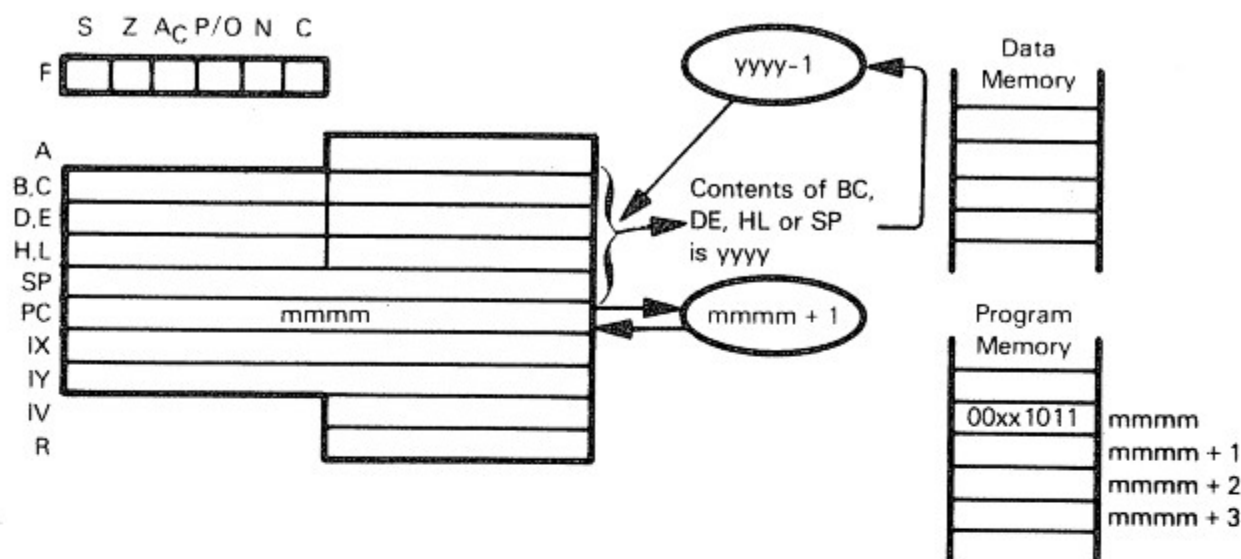 S Z AC P/O N C
F
A
B,C
D,E
H,L
SP
PC mmmm
IX
IY
IV
R
yyyy-1
Contents of BC,
DE, HL or SP
is yyyy
mmmm + 1
Data
Memory
Program
Memory
00xx1011 mmmm
mmmm + 1
mmmm + 2
mmmm + 3